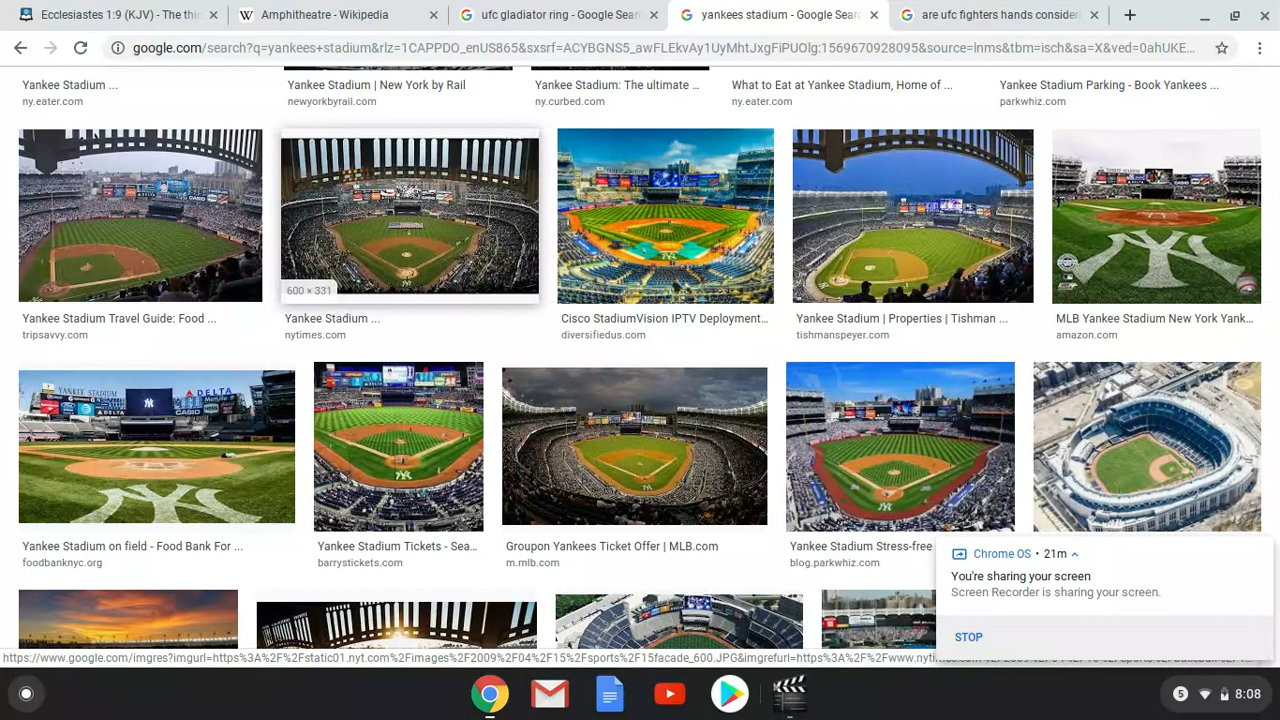 Ecclesiastes 1:9 (KJV) - The thin
Amphitheatre - Wikipedia
ufc gladiator ring - Google Sear
yankees stadium - Google Searc
are ufc fighters hands consider
google.com/search?q=yankees+stadium&rlz=1CAPPDO_enUS865&sxsrf=ACYBGNS5_awFLEkvAy1UyMhtJxgFiPUOlg:1569670928095&source=lnms&tbm=isch&sa=X&ved=0ahUKE...
Yankee Stadium ...
ny.eater.com
Yankee Stadium | New York by Rail
newyorkbyrail.com
Yankee Stadium: The ultimate ...
ny.curbed.com
What to Eat at Yankee Stadium, Home of ...
ny.eater.com
Yankee Stadium Parking - Book Yankees ...
parkwhiz.com
600 × 331
Yankee Stadium Travel Guide: Food ...
tripsavvy.com
Yankee Stadium ...
nytimes.com
Cisco StadiumVision IPTV Deployment...
diversifiedus.com
Yankee Stadium | Properties | Tishman ...
tishmanspeyer.com
MLB Yankee Stadium New York Yank...
amazon.com
YANKEE STADIUM
DELTA
CASIO
Yankee Stadium on field - Food Bank For ...
foodbanknyc.org
Yankee Stadium Tickets - Sea...
barrystickets.com
Groupon Yankees Ticket Offer | MLB.com
m.mlb.com
Yankee Stadium Stress-free
blog.parkwhiz.com
Chrome OS • 21m
You're sharing your screen
Screen Recorder is sharing your screen.
STOP
5
8:08